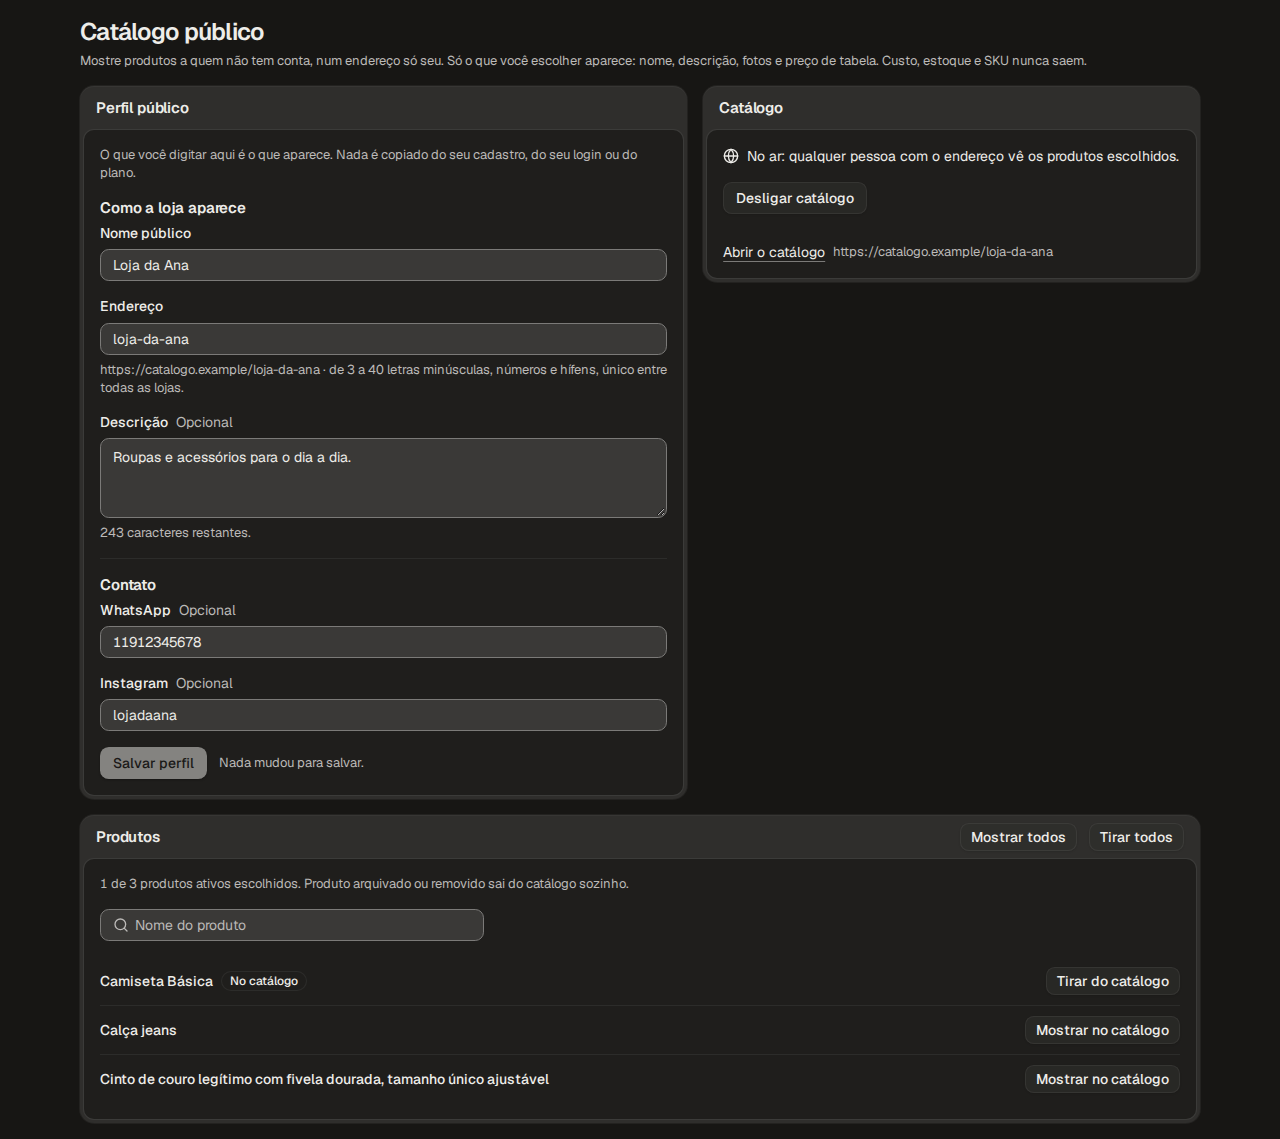 Catálogo público
Mostre produtos a quem não tem conta, num endereço só seu. Só o que você escolher aparece: nome, descrição, fotos e preço de tabela. Custo, estoque e SKU nunca saem.
Perfil público
O que você digitar aqui é o que aparece. Nada é copiado do seu cadastro, do seu login ou do
plano.
Como a loja aparece
Nome público
Loja da Ana
Endereço
loja-da-ana
https://catalogo.example/loja-da-ana · de 3 a 40 letras minúsculas, números e hífens, único entre
todas as lojas.
Descrição Opcional
Roupas e acessórios para o dia a dia.
243 caracteres restantes.
Contato
WhatsApp Opcional
11912345678
Instagram Opcional
lojadaana
Salvar perfil Nada mudou para salvar.
Catálogo
No ar: qualquer pessoa com o endereço vê os produtos escolhidos.
Desligar catálogo
Abrir o catálogo https://catalogo.example/loja-da-ana
Produtos Mostrar todos Tirar todos
1 de 3 produtos ativos escolhidos. Produto arquivado ou removido sai do catálogo sozinho.
Nome do produto
Camiseta Básica No catálogo Tirar do catálogo
Calça jeans Mostrar no catálogo
Cinto de couro legítimo com fivela dourada, tamanho único ajustável Mostrar no catálogo